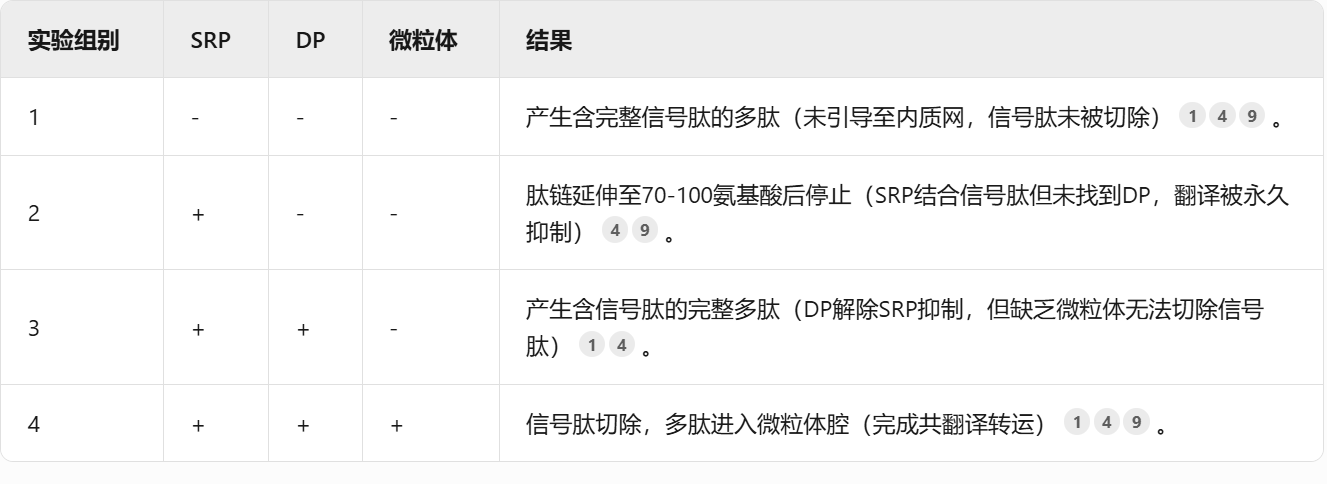 实验组别 SRP DP 微粒体 结果
1 - - - 产生含完整信号肽的多肽（未引导至内质网，信号肽未被切除） 1 4 9 。
2 + - - 肽链延伸至70-100氨基酸后停止（SRP结合信号肽但未找到DP，翻译被永久
抑制） 4 9 。
3 + + - 产生含信号肽的完整多肽（DP解除SRP抑制，但缺乏微粒体无法切除信号
肽） 1 4 。
4 + + + 信号肽切除，多肽进入微粒体腔（完成共翻译转运） 1 4 9 。